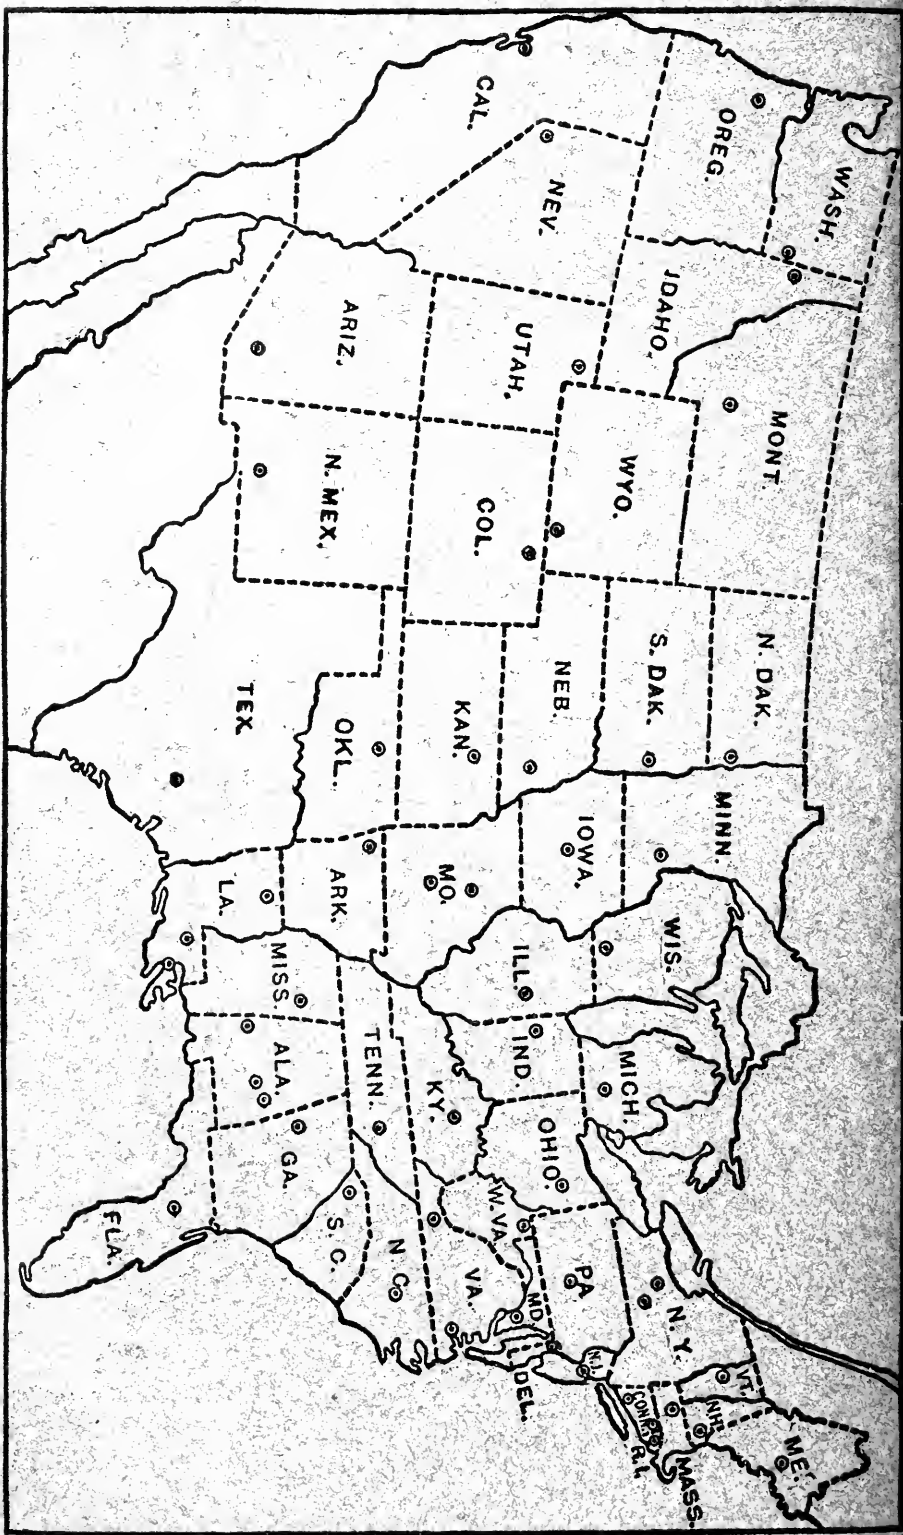 WASH.
OREG.
CAL.
NEV.
IDAHO.
MONT.
WYO.
UTAH.
ARIZ.
COL.
N. MEX.
N. DAK.
S. DAK.
NEB.
KAN.
OKL.
TEX.
MINN.
IOWA.
MO.
ARK.
LA.
WIS.
ILL.
MISS.
MICH.
IND.
OHIO.
KY.
TENN.
ALA.
GA.
FLA.
S. C.
N. C.
VA.
W. VA.
PA.
MD.
DEL.
N.J.
N. Y.
CONN.
R.I.
MASS.
VT.
N.H.
ME.